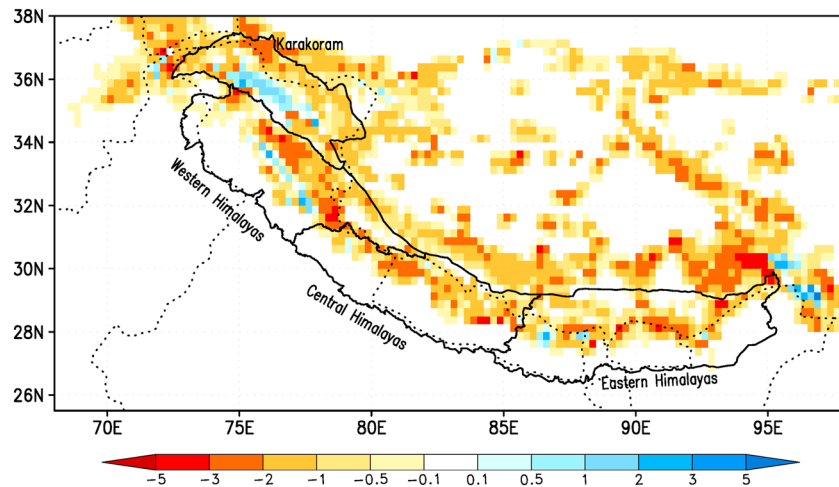 38N
36N
34N
32N
30N
28N
26N
Karakoram
Western Himalayas
Central Himalayas
Eastern Himalayas
70E 75E 80E 85E 90E 95E
-5 -3 -2 -1 -0.5 -0.1 0.1 0.5 1 2 3 5